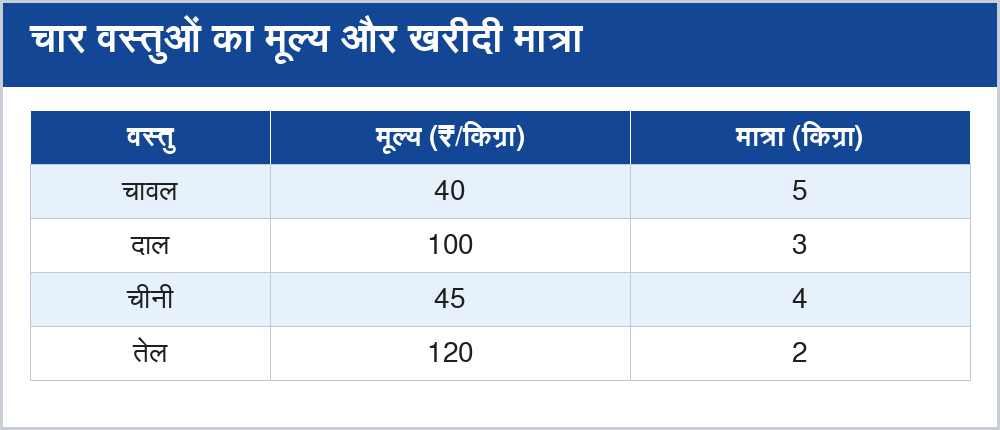 चार वस्तुओं का मूल्य और खरीदी मात्रा
वस्तु मूल्य (₹/किग्रा) मात्रा (किग्रा)
चावल 40 5
दाल 100 3
चीनी 45 4
तेल 120 2